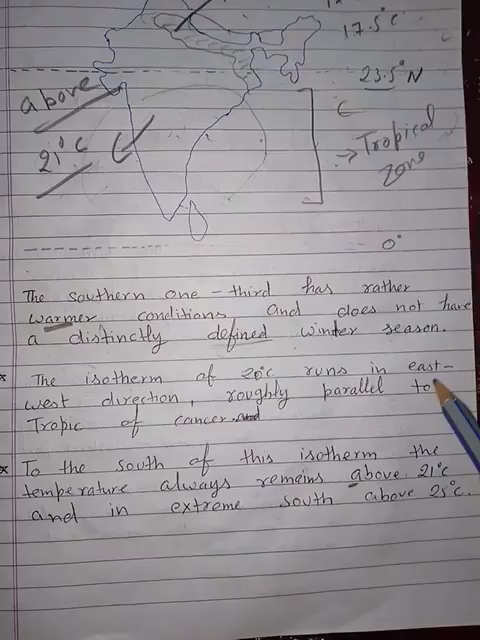 17.5°C
23.5°N
above
21°C
Tropical
Zone
0°
The southern one-third has rather
warmer conditions and does not have
a distinctly defined winter season.
The isotherm of 20°C runs in east-
west direction, roughly parallel to
Tropic of cancer.
To the south of this isotherm the
temperature always remains above 21°C
and in extreme south above 25°C.